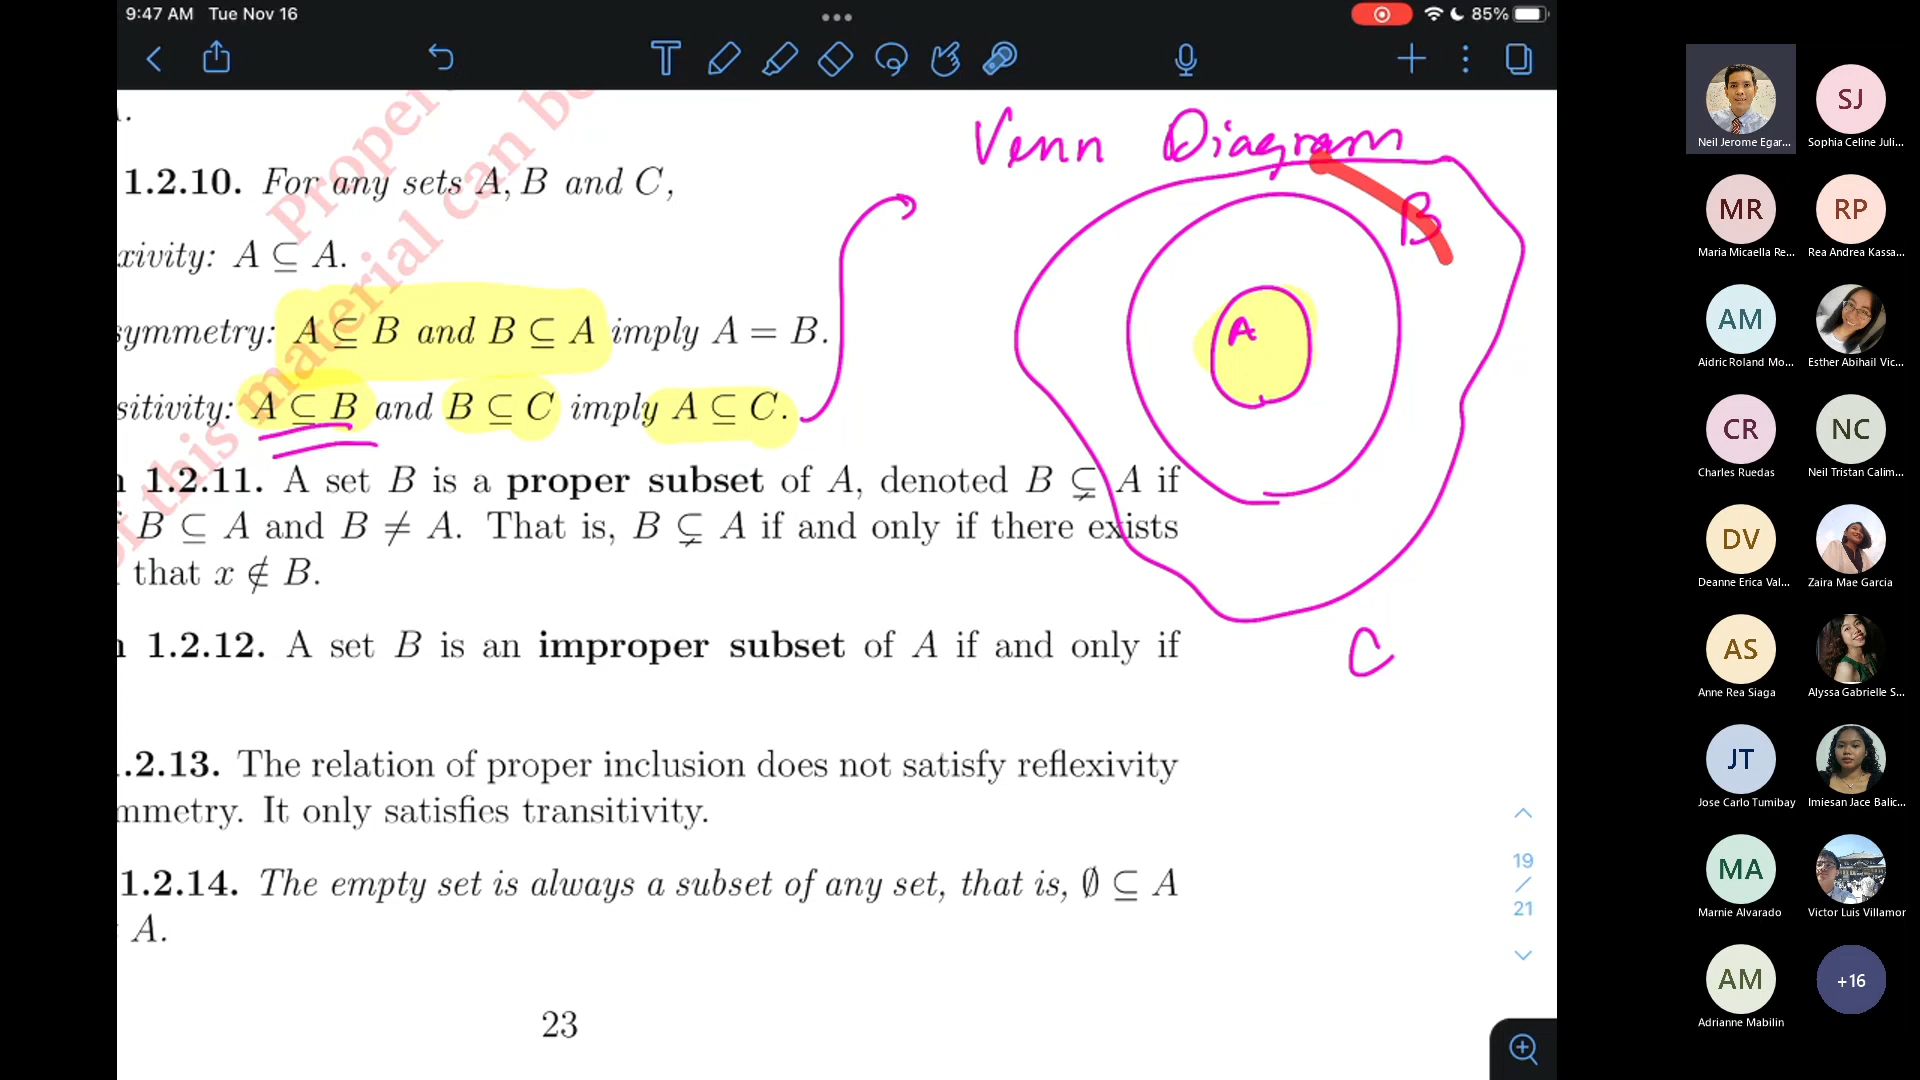 9:47 AM Tue Nov 16
85%
Venn Diagram
1.2.10. For any sets A, B and C,
xivity: A ⊆ A.
symmetry: A ⊆ B and B ⊆ A imply A = B.
sitivity: A ⊆ B and B ⊆ C imply A ⊆ C.
B
A
C
1.2.11. A set B is a proper subset of A, denoted B ⊊ A if
B ⊆ A and B ≠ A. That is, B ⊊ A if and only if there exists
that x ∉ B.
1.2.12. A set B is an improper subset of A if and only if
.2.13. The relation of proper inclusion does not satisfy reflexivity
mmetry. It only satisfies transitivity.
1.2.14. The empty set is always a subset of any set, that is, ∅ ⊆ A
A.
23
19
/
21
Proper
of this material can be
Neil Jerome Egar...
SJ
Sophia Celine Juli...
MR
Maria Micaella Re...
RP
Rea Andrea Kassa...
AM
Aidric Roland Mo...
Esther Abihail Vic...
CR
Charles Ruedas
NC
Neil Tristan Calim...
DV
Deanne Erica Val...
Zaira Mae Garcia
AS
Anne Rea Siaga
Alyssa Gabrielle S...
JT
Jose Carlo Tumibay
Imiesan Jace Balic...
MA
Marnie Alvarado
Victor Luis Villamor
AM
Adrianne Mabilin
+16